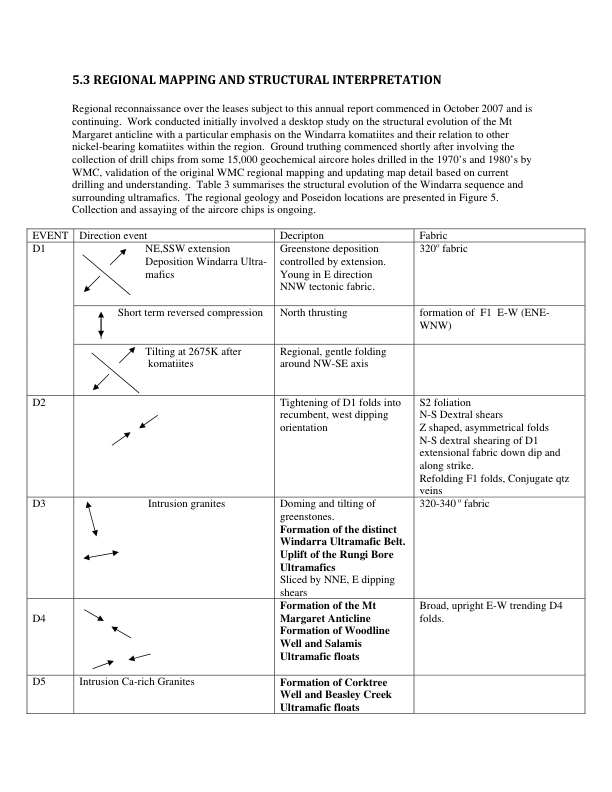 5.3 REGIONAL MAPPING AND STRUCTURAL INTERPRETATION
Regional reconnaissance over the leases subject to this annual report commenced in October 2007 and is
continuing. Work conducted initially involved a desktop study on the structural evolution of the Mt
Margaret anticline with a particular emphasis on the Windarra komatiites and their relation to other
nickel-bearing komatiites within the region. Ground truthing commenced shortly after involving the
collection of drill chips from some 15,000 geochemical aircore holes drilled in the 1970's and 1980's by
WMC, validation of the original WMC regional mapping and updating map detail based on current
drilling and understanding. Table 3 summarises the structural evolution of the Windarra sequence and
surrounding ultramafics. The regional geology and Poseidon locations are presented in Figure 5.
Collection and assaying of the aircore chips is ongoing.
EVENT Direction event Decripton Fabric
D1
NE,SSW extension
Deposition Windarra Ultra-
mafics
Greenstone deposition
controlled by extension.
Young in E direction
NNW tectonic fabric.
320° fabric
Short term reversed compression
North thrusting
formation of F1 E-W (ENE-
WNW)
Tilting at 2675K after
komatiites
Regional, gentle folding
around NW-SE axis
D2
Tightening of D1 folds into
recumbent, west dipping
orientation
S2 foliation
N-S Dextral shears
Z shaped, asymmetrical folds
N-S dextral shearing of D1
extensional fabric down dip and
along strike.
Refolding F1 folds, Conjugate qtz
veins
D3
Intrusion granites
Doming and tilting of
greenstones.
Formation of the distinct
Windarra Ultramafic Belt.
Uplift of the Rungi Bore
Ultramafics
Sliced by NNE, E dipping
shears
320-340° fabric
D4
Formation of the Mt
Margaret Anticline
Formation of Woodline
Well and Salamis
Ultramafic floats
Broad, upright E-W trending D4
folds.
D5
Intrusion Ca-rich Granites
Formation of Corktree
Well and Beasley Creek
Ultramafic floats